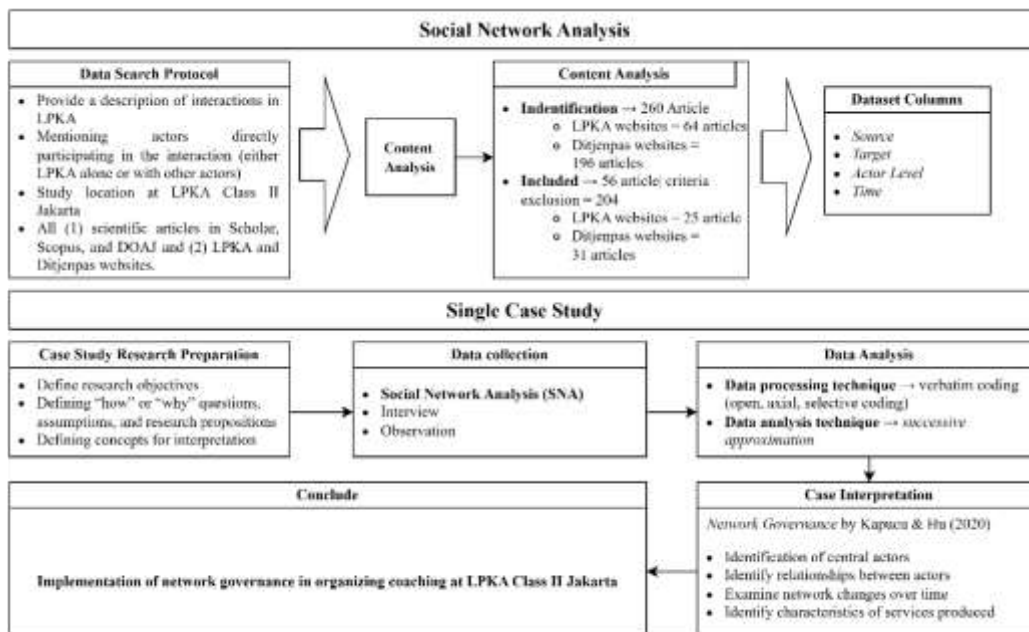 Social Network Analysis
Data Search Protocol
• Provide a description of interactions in
LPKA
• Mentioning actors directly
participating in the interaction (either
LPKA alone or with other actors)
• Study location at LPKA Class II
Jakarta
• All (1) scientific articles in Scholar,
Scopus, and DOAJ and (2) LPKA and
Ditjenpas websites.
Content
Analysis
Content Analysis
• Indentification → 260 Article
o LPKA websites = 64 articles
o Ditjenpas websites =
196 articles
• Included → 56 article| criteria
exclusion = 204
o LPKA websites = 25 article
o Ditjenpas websites =
31 articles
Dataset Columns
• Source
• Target
• Actor Level
• Time
Single Case Study
Case Study Research Preparation
• Define research objectives
• Defining “how” or “why” questions,
assumptions, and research propositions
• Defining concepts for interpretation
Data collection
• Social Network Analysis (SNA)
• Interview
• Observation
Data Analysis
• Data processing technique → verbatim coding
(open, axial, selective coding)
• Data analysis technique → successive
approximation
Case Interpretation
Network Governance by Kapucu & Hu (2020)
• Identification of central actors
• Identify relationships between actors
• Examine network changes over time
• Identify characteristics of services produced
Conclude
Implementation of network governance in organizing coaching at LPKA Class II Jakarta